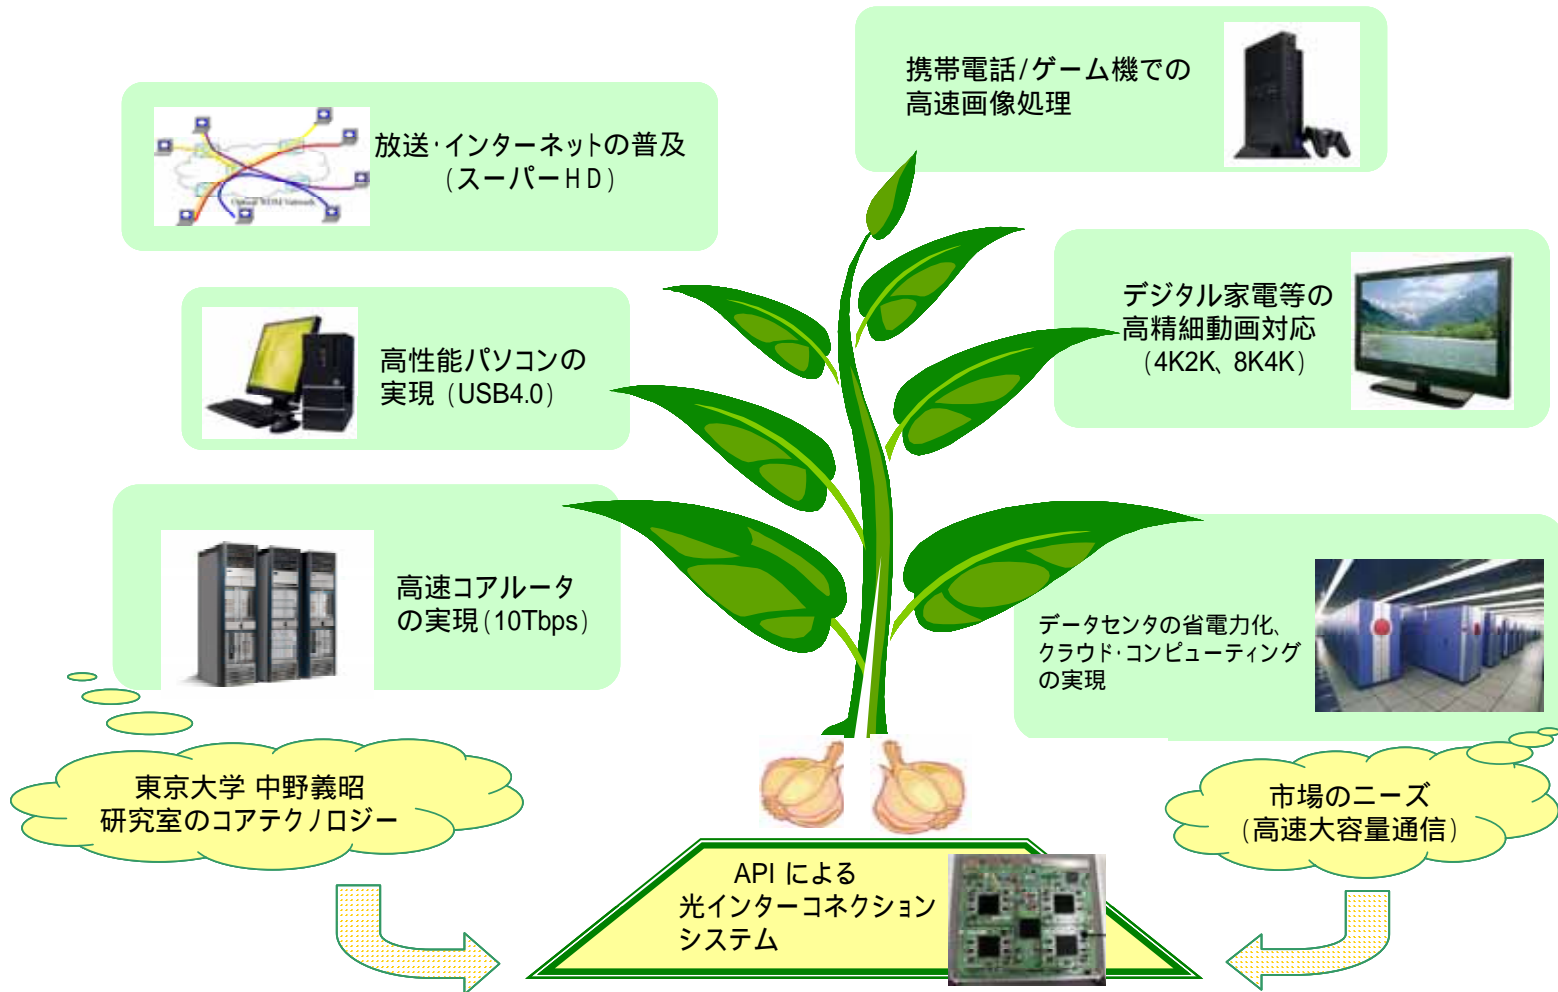 携帯電話/ゲーム機での
高速画像処理
放送・インターネットの普及
(スーパーHD)
Optical WDM Network
デジタル家電等の
高精細動画対応
(4K2K、8K4K)
高性能パソコンの
実現(USB4.0)
高速コアルータ
の実現(10Tbps)
データセンタの省電力化、
クラウド・コンピューティング
の実現
東京大学 中野義昭
研究室のコアテクノロジー
市場のニーズ
(高速大容量通信)
API による
光インターコネクション
システム